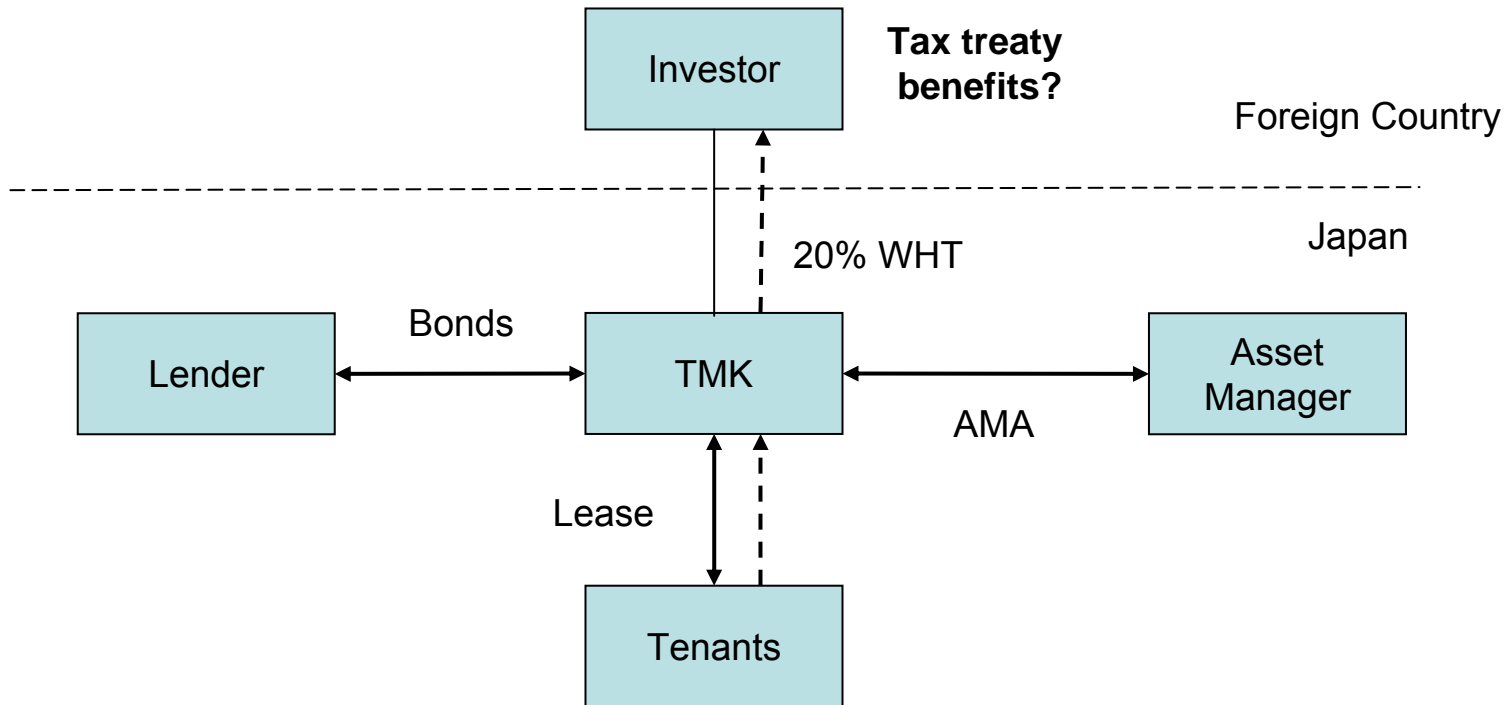 Tax treaty
benefits?
Investor
Foreign Country
Japan
20% WHT
Bonds
Lender
TMK
Asset
Manager
AMA
Lease
Tenants